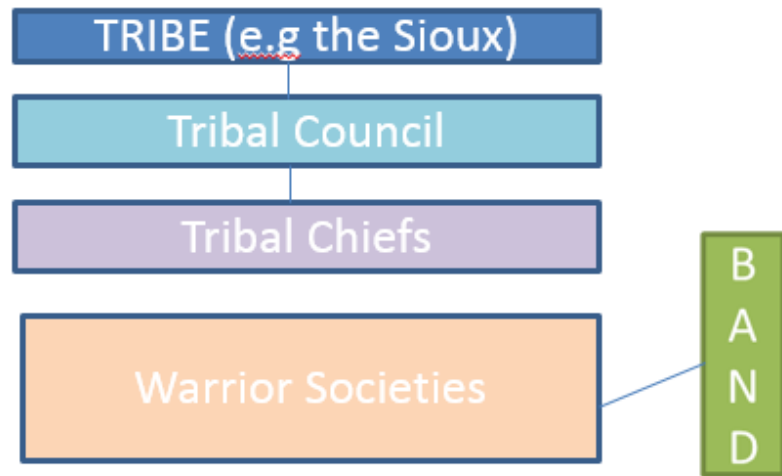 TRIBE (e.g the Sioux)
Tribal Council
Tribal Chiefs
Warrior Societies
B
A
N
D